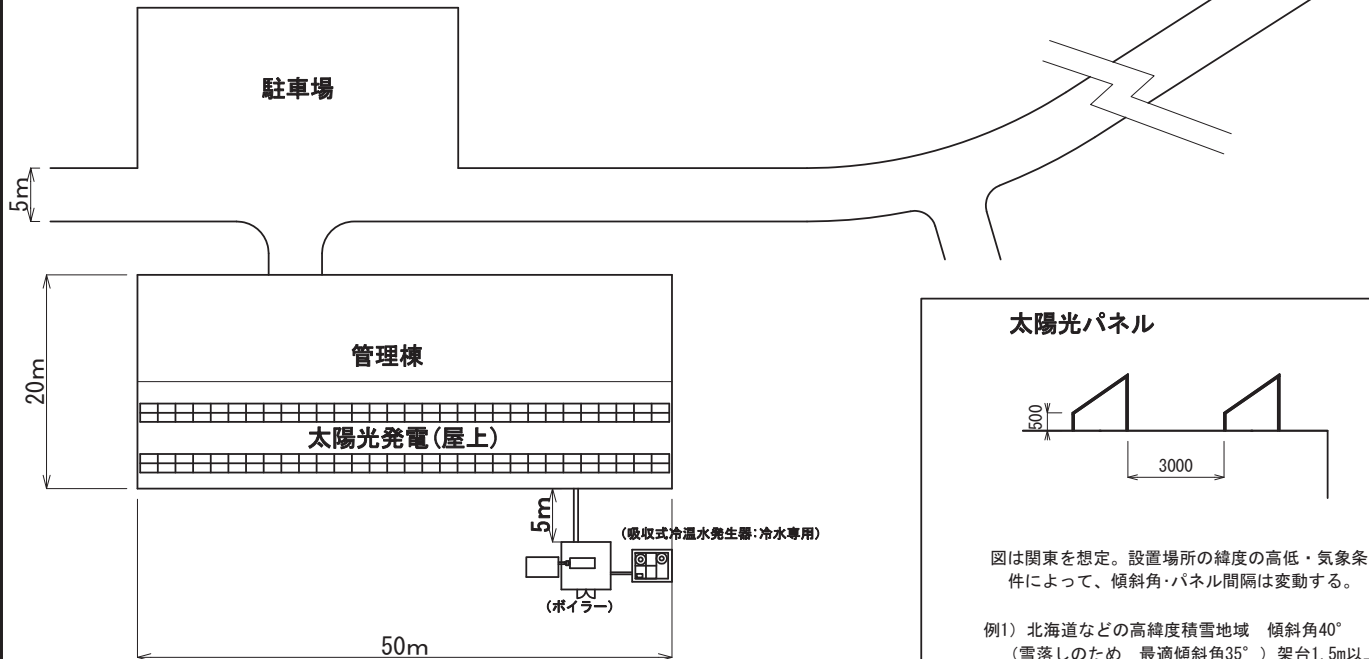 駐車場
5m
管理棟
20m
太陽光発電(屋上)
5m
(吸収式冷温水発生器:冷水専用)
(ボイラー)
50m
太陽光パネル
500
3000
図は関東を想定。設置場所の緯度の高低・気象条
件によって、傾斜角・パネル間隔は変動する。
例1) 北海道などの高緯度積雪地域 傾斜角40°
(雪落しのため 最適傾斜角35°)架台1.5m以